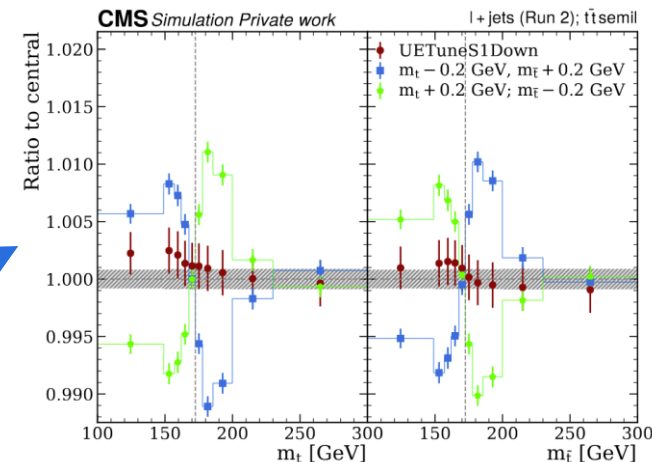 CMS Simulation Private work
l + jets (Run 2); tt̄ semil
UETuneS1Down
m_t − 0.2 GeV, m_t̄ + 0.2 GeV
m_t + 0.2 GeV; m_t̄ − 0.2 GeV
Ratio to central
1.020
1.015
1.010
1.005
1.000
0.995
0.990
100 150 200 250 300 150 200 250 300
m_t [GeV]
m_t̄ [GeV]